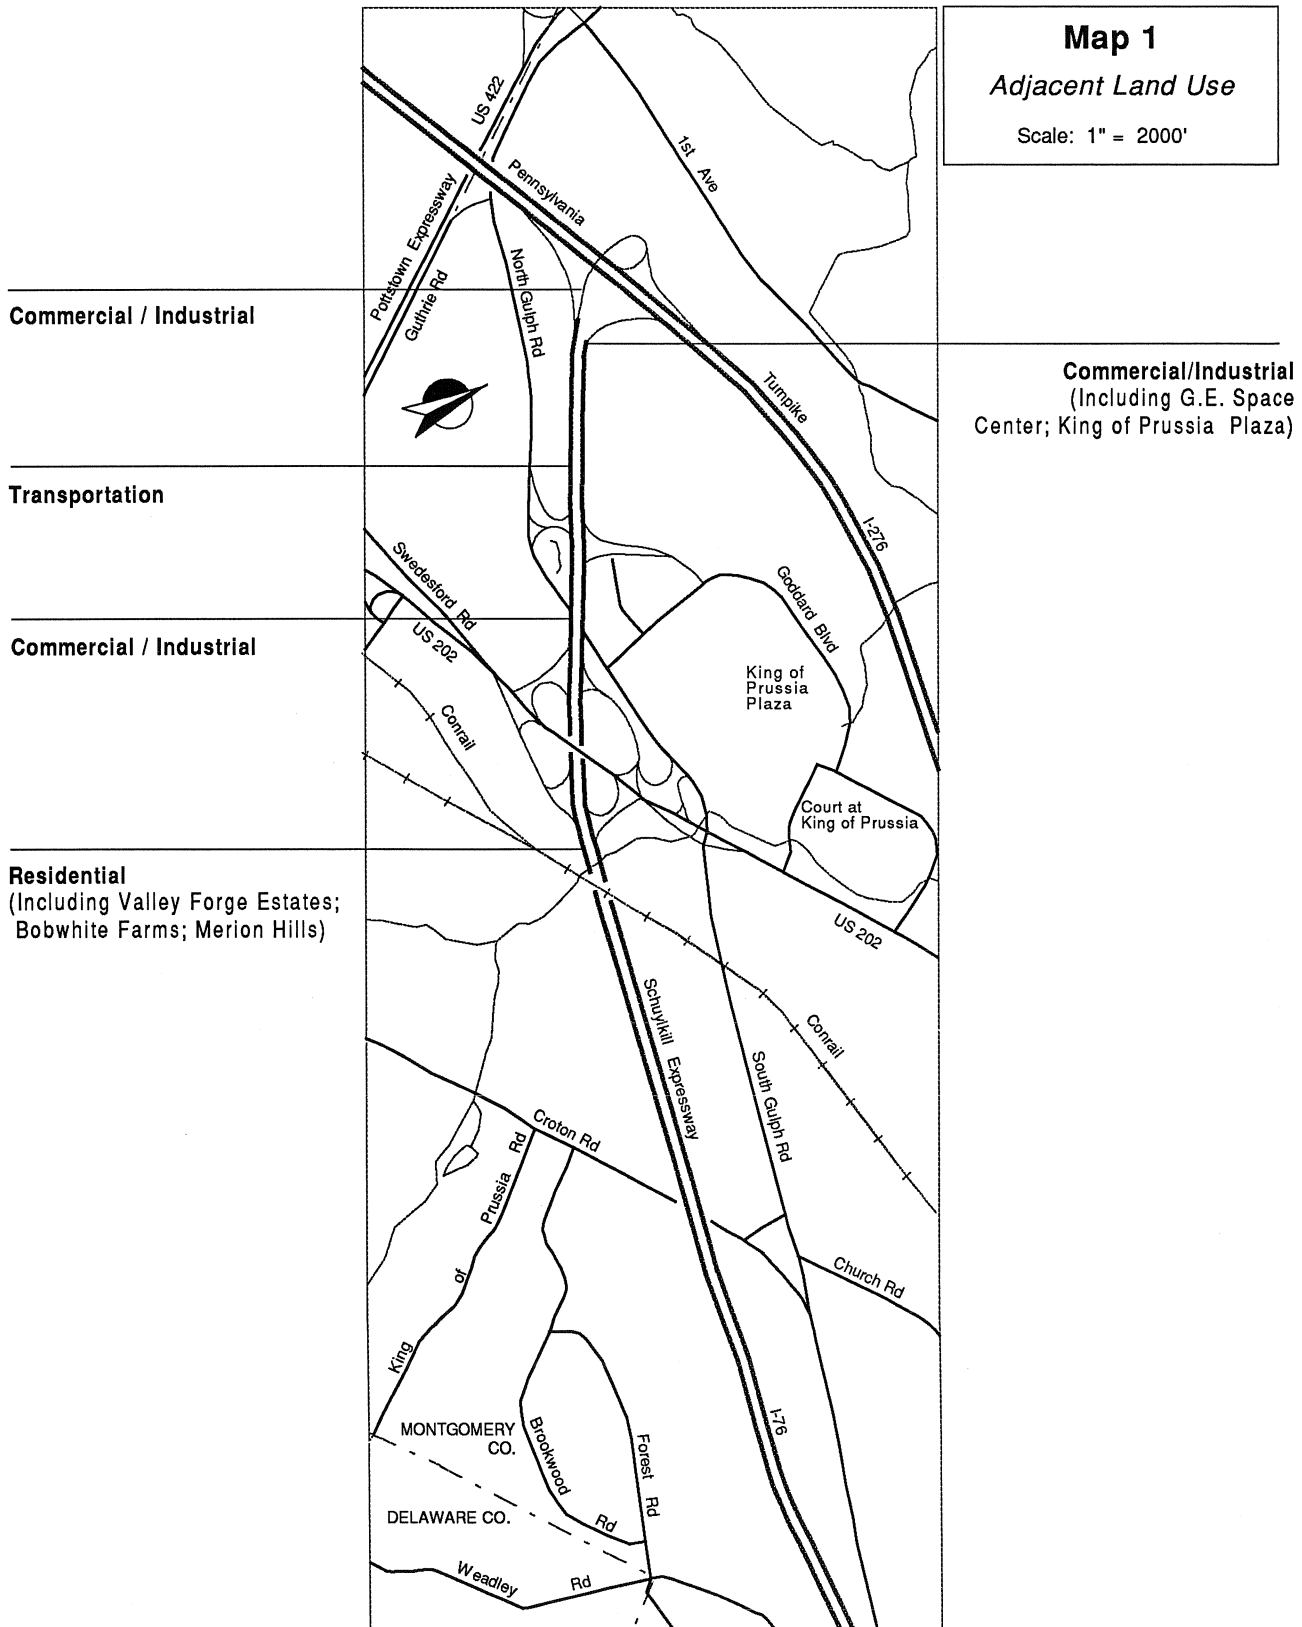 Map 1
Adjacent Land Use
Scale: 1" = 2000'
US 422
1st Ave
Pennsylvania
Pottstown Expressway
Guthrie Rd
North Gulph Rd
Commercial / Industrial
Commercial/Industrial
(Including G.E. Space
Center; King of Prussia Plaza)
Turnpike
Transportation
I-276
Swedesford Rd
Goddard Blvd
US 202
Commercial / Industrial
King of
Prussia
Plaza
Conrail
Court at
King of Prussia
Residential
(Including Valley Forge Estates;
Bobwhite Farms; Merion Hills)
US 202
Schuylkill Expressway
Conrail
South Gulph Rd
Croton Rd
King of Prussia Rd
Church Rd
I-76
MONTGOMERY
CO.
Brookwood Rd
Forest Rd
DELAWARE CO.
Weadley Rd